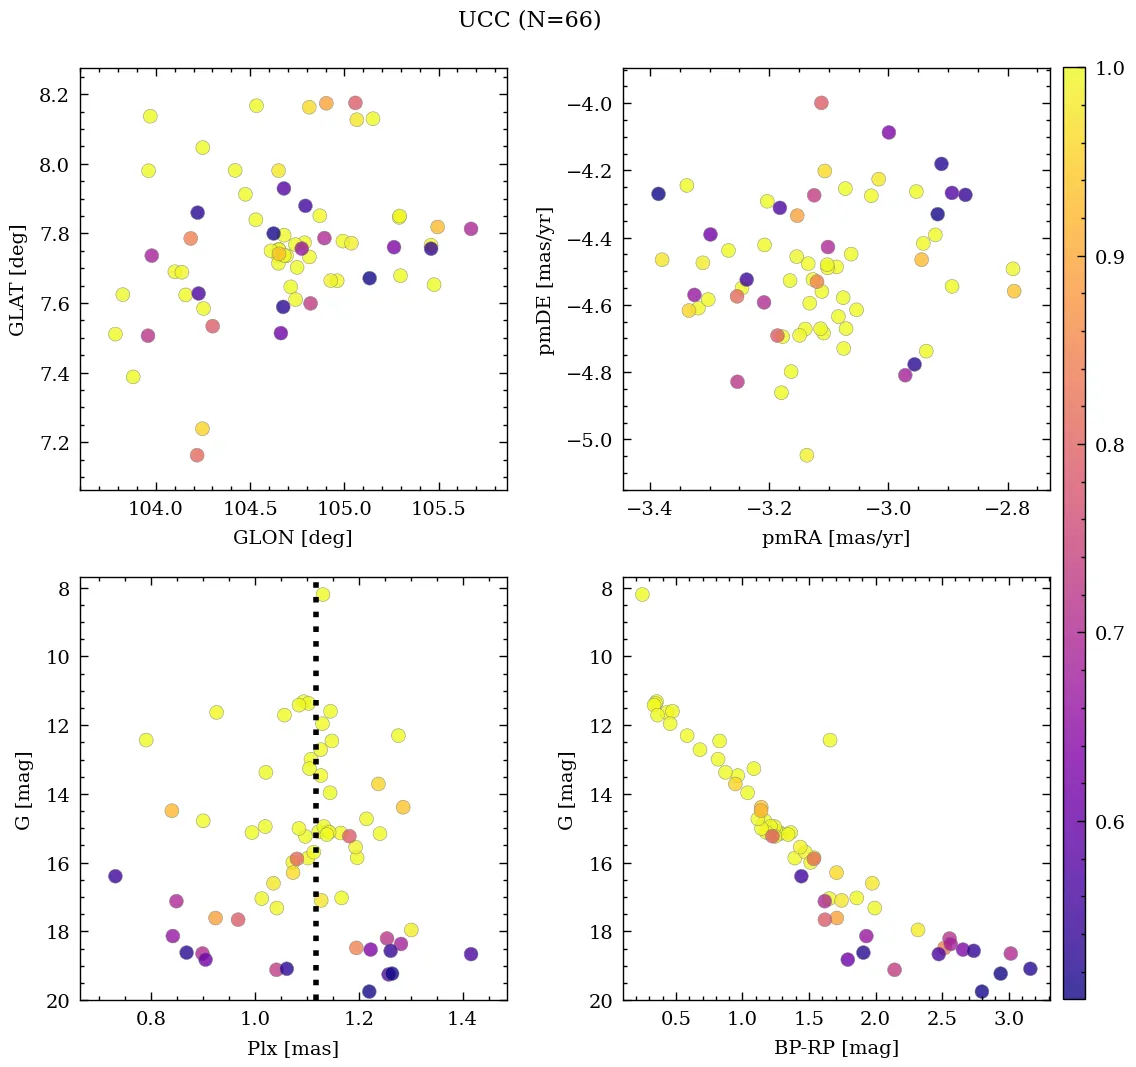 UCC (N=66)
8.2
8.0
7.8
7.6
7.4
7.2
GLAT [deg]
104.0 104.5 105.0 105.5
GLON [deg]
−4.0
−4.2
−4.4
−4.6
−4.8
−5.0
pmDE [mas/yr]
−3.4 −3.2 −3.0 −2.8
pmRA [mas/yr]
8
10
12
14
16
18
20
G [mag]
0.8 1.0 1.2 1.4
Plx [mas]
8
10
12
14
16
18
20
G [mag]
0.5 1.0 1.5 2.0 2.5 3.0
BP-RP [mag]
1.0
0.9
0.8
0.7
0.6